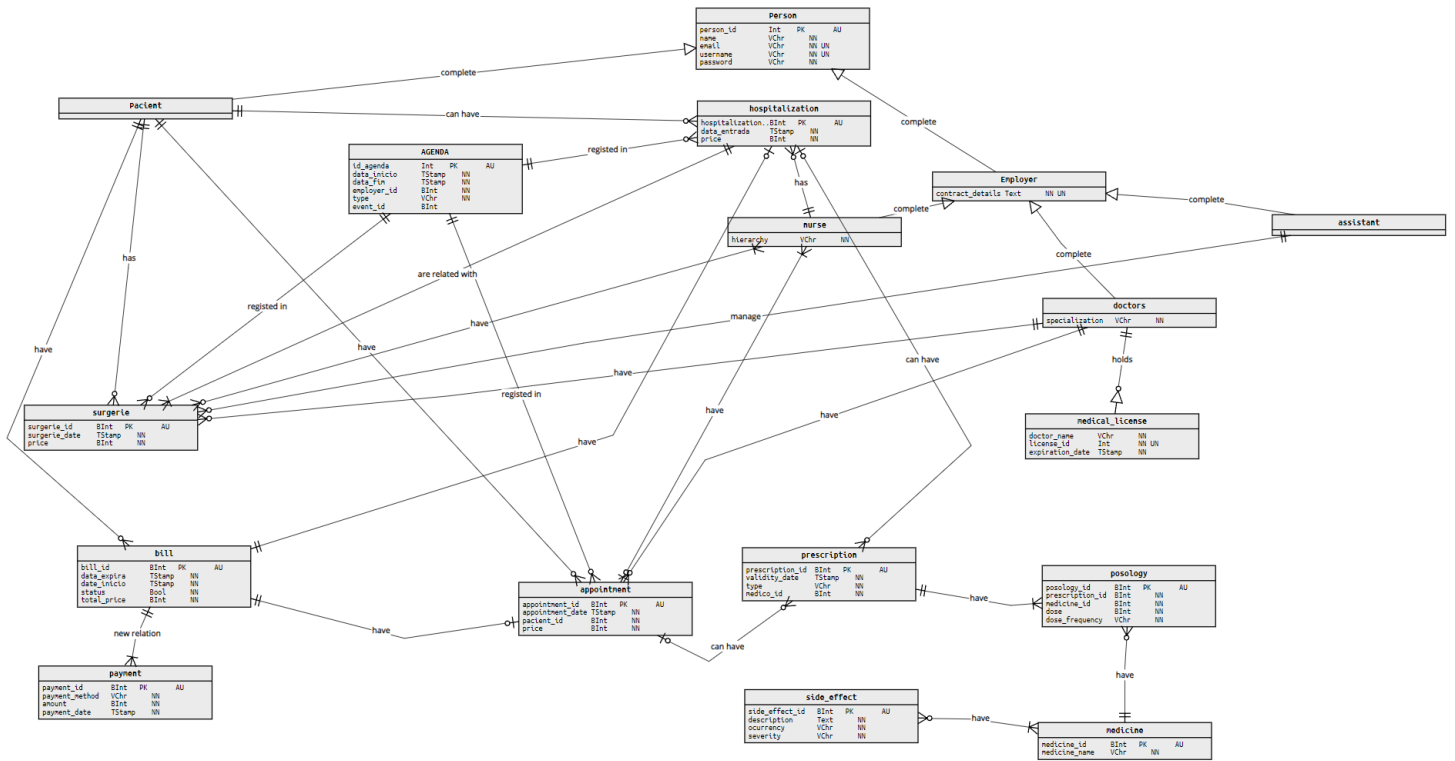 Person
person_id Int PK AU
name VChr NN
email VChr NN UN
username VChr NN UN
password VChr NN
complete
Pacient
can have
hospitalization
hospitalization.. BInt PK AU
data_entrada TStamp NN
price BInt NN
complete
AGENDA
id_agenda Int PK AU
data_inicio TStamp NN
data_fim TStamp NN
employer_id BInt NN
type VChr NN
event_id BInt
registed in
has
Employer
contract_details Text NN UN
complete
complete
assistant
nurse
hierarchy VChr NN
has
are related with
complete
registed in
doctors
specialization VChr NN
manage
have
have
have
can have
holds
have
registed in
have
have
have
surgerie
surgerie_id BInt PK AU
surgerie_date TStamp NN
price BInt NN
medical_license
doctor_name VChr NN
license_id Int NN UN
expiration_date TStamp NN
have
bill
bill_id BInt PK AU
data_expira TStamp NN
date_inicio TStamp NN
status Bool NN
total_price BInt NN
prescription
prescription_id BInt PK AU
validity_date TStamp NN
type VChr NN
medico_id BInt NN
posology
posology_id BInt PK AU
prescription_id BInt NN
medicine_id BInt NN
dose BInt NN
dose_frequency VChr NN
have
appointment
appointment_id BInt PK AU
appointment_date TStamp NN
pacient_id BInt NN
price BInt NN
have
new relation
can have
payment
payment_id BInt PK AU
payment_method VChr NN
amount BInt NN
payment_date TStamp NN
have
side_effect
side_effect_id BInt PK AU
description Text NN
ocurrency VChr NN
severity VChr NN
have
medicine
medicine_id BInt PK AU
medicine_name VChr NN